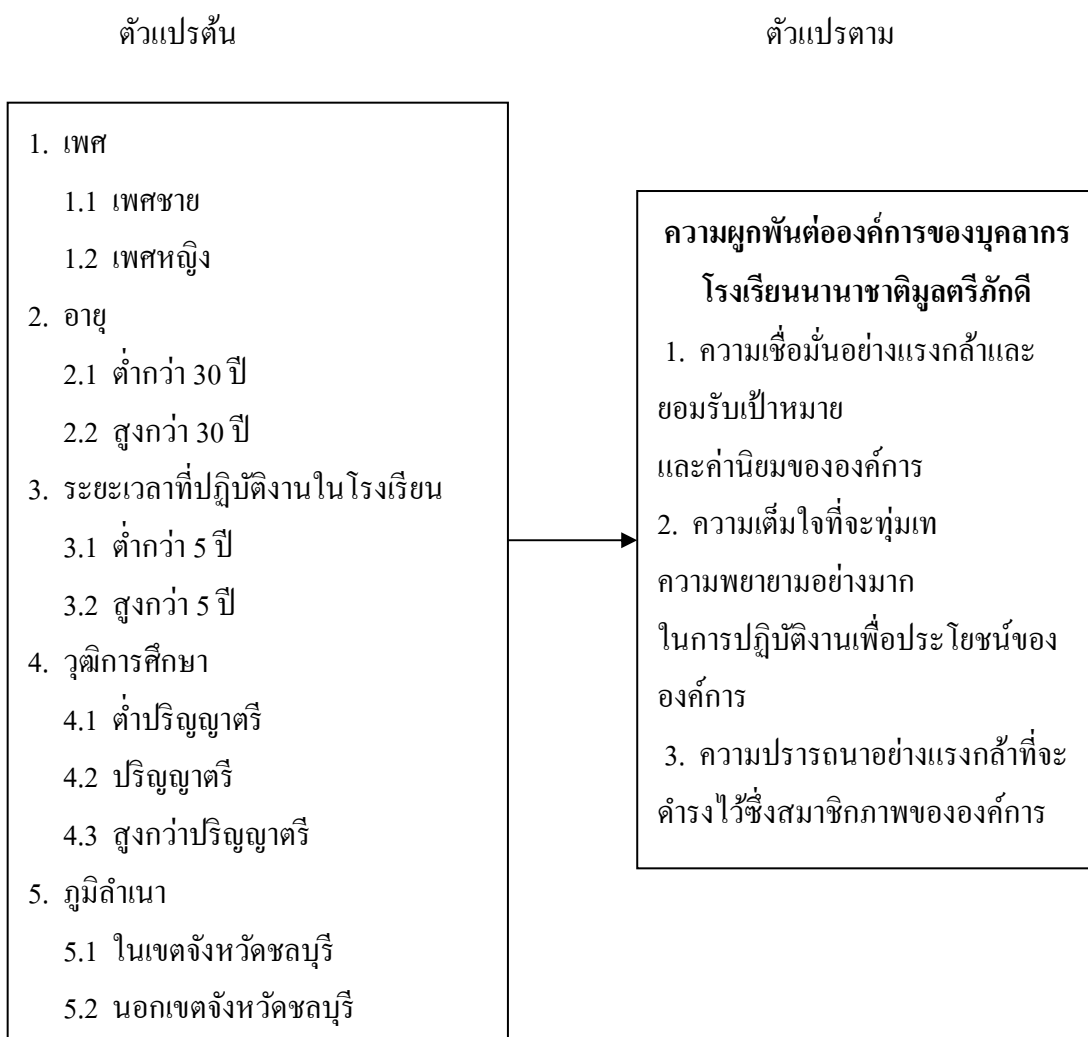 ตัวแปรต้น
ตัวแปรตาม
1. เพศ
1.1 เพศชาย
1.2 เพศหญิง
2. อายุ
2.1 ต่ำกว่า 30 ปี
2.2 สูงกว่า 30 ปี
3. ระยะเวลาที่ปฏิบัติงานในโรงเรียน
3.1 ต่ำกว่า 5 ปี
3.2 สูงกว่า 5 ปี
4. วุฒิการศึกษา
4.1 ต่ำปริญญาตรี
4.2 ปริญญาตรี
4.3 สูงกว่าปริญญาตรี
5. ภูมิลำเนา
5.1 ในเขตจังหวัดชลบุรี
5.2 นอกเขตจังหวัดชลบุรี
ความผูกพันต่อองค์การของบุคลากร
โรงเรียนนานาชาติมูลตรีภักดี
1. ความเชื่อมั่นอย่างแรงกล้าและ
ยอมรับเป้าหมาย
และค่านิยมขององค์การ
2. ความเต็มใจที่จะทุ่มเท
ความพยายามอย่างมาก
ในการปฏิบัติงานเพื่อประโยชน์ของ
องค์การ
3. ความปรารถนาอย่างแรงกล้าที่จะ
ดำรงไว้ซึ่งสมาชิกภาพขององค์การ